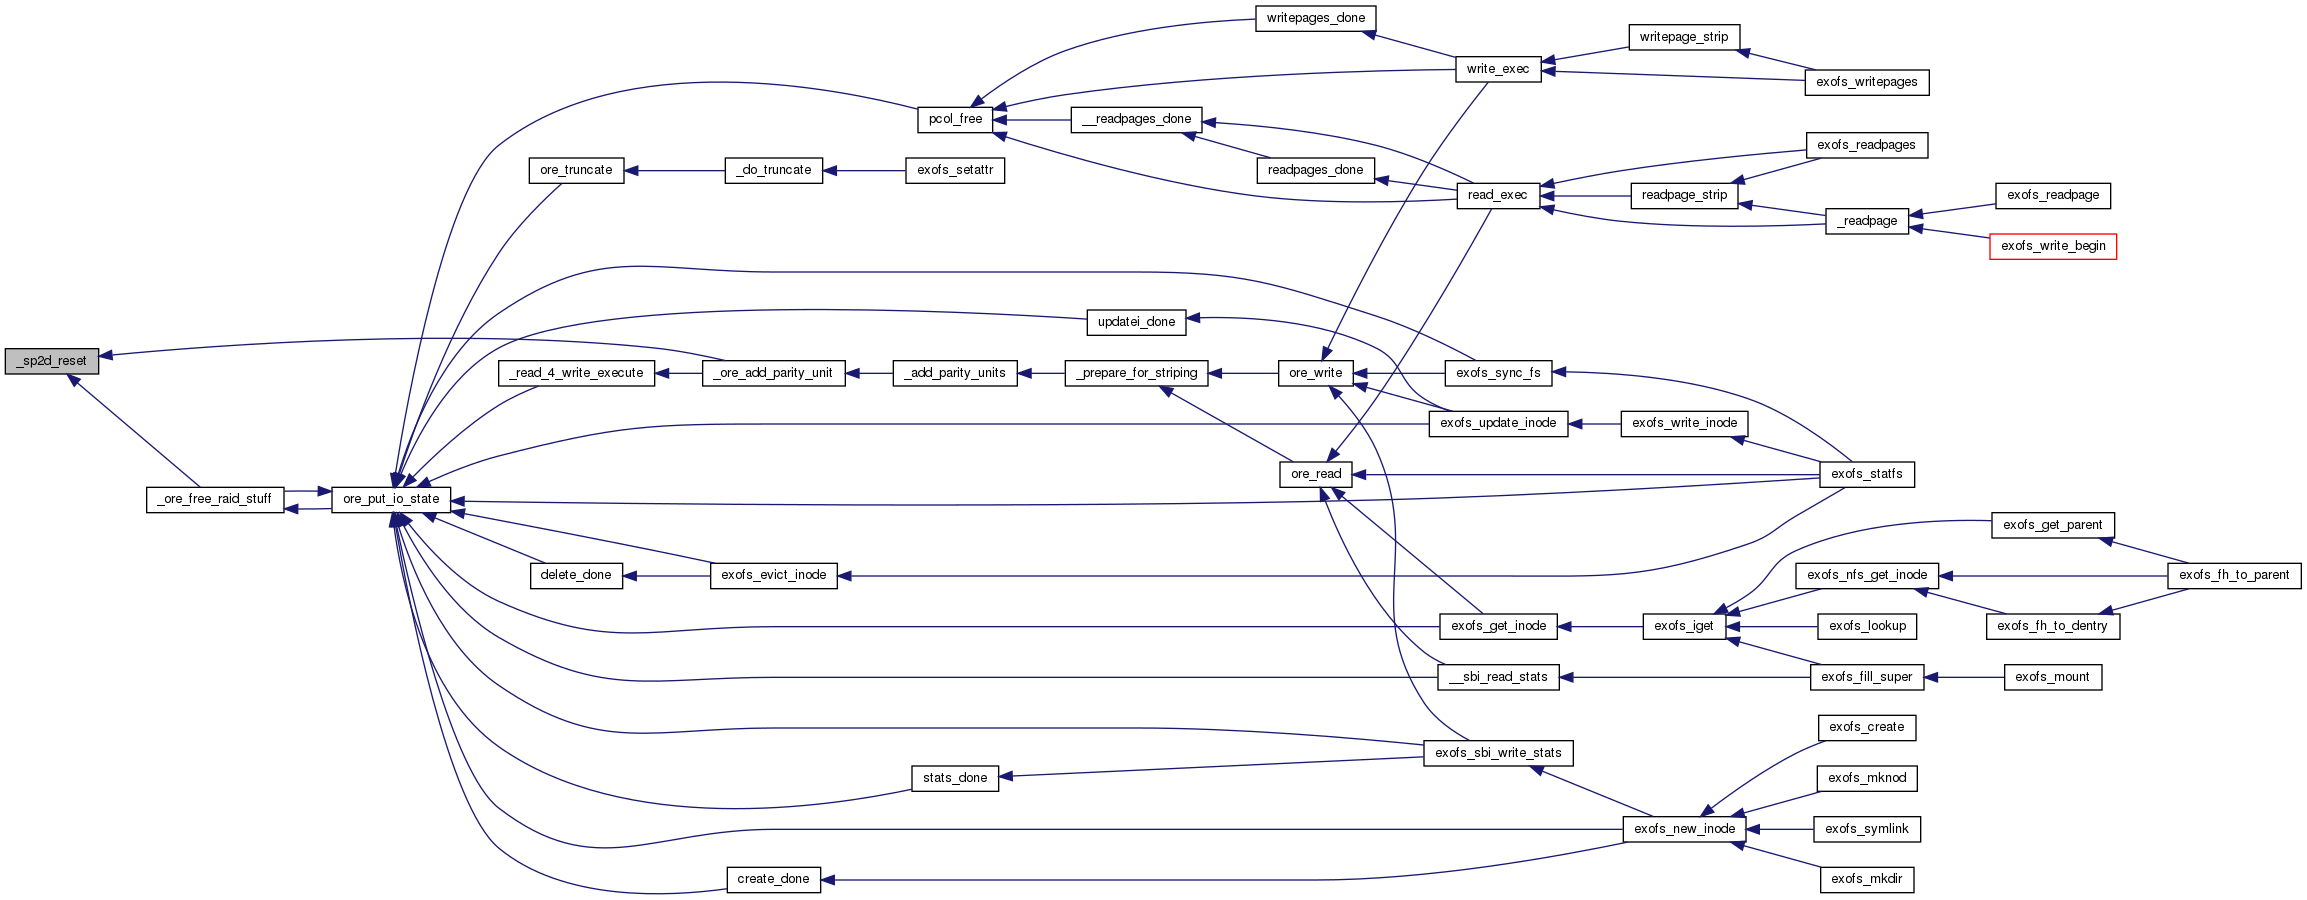 writepages_done
writepage_strip
write_exec
exofs_writepages
pcol_free
__readpages_done
exofs_readpages
ore_truncate
_do_truncate
exofs_setattr
readpages_done
read_exec
readpage_strip
exofs_readpage
_readpage
exofs_write_begin
updatei_done
_sp2d_reset
_read_4_write_execute
_ore_add_parity_unit
_add_parity_units
_prepare_for_striping
ore_write
exofs_sync_fs
exofs_update_inode
exofs_write_inode
ore_read
exofs_statfs
_ore_free_raid_stuff
ore_put_io_state
exofs_get_parent
delete_done
exofs_evict_inode
exofs_nfs_get_inode
exofs_fh_to_parent
exofs_get_inode
exofs_iget
exofs_lookup
exofs_fh_to_dentry
__sbi_read_stats
exofs_fill_super
exofs_mount
exofs_create
exofs_sbi_write_stats
stats_done
exofs_mknod
exofs_new_inode
exofs_symlink
create_done
exofs_mkdir